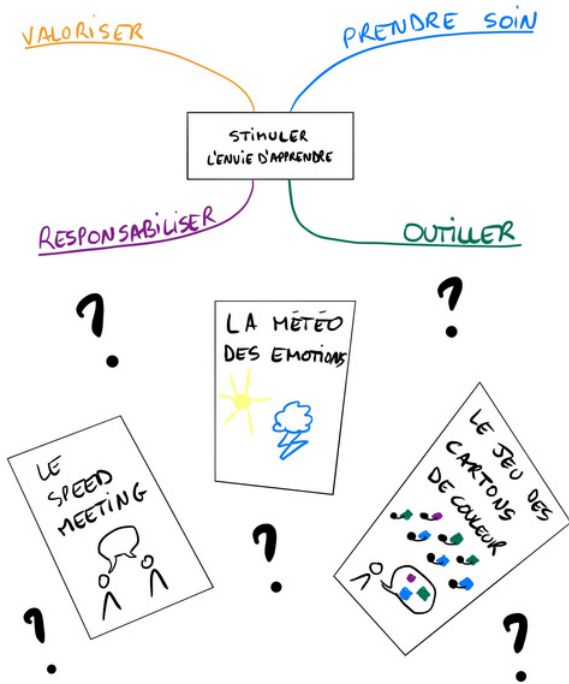 VALORISER
PRENDRE SOIN
STIMULER
L'ENVIE D'APPRENDRE
RESPONSABILISER
OUTILLER
?
?
LA MÉTÉO
DES EMOTIONS
LE
SPEED
MEETING
LE JEU DES
CARTONS
DE COULEUR
?
?
?